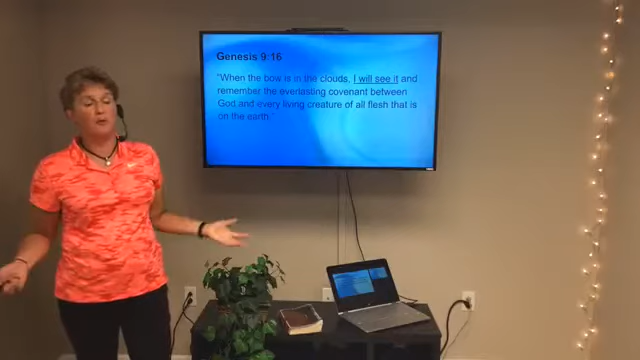 Genesis 9:16
"When the bow is in the clouds, I will see it and
remember the everlasting covenant between
God and every living creature of all flesh that is
on the earth."